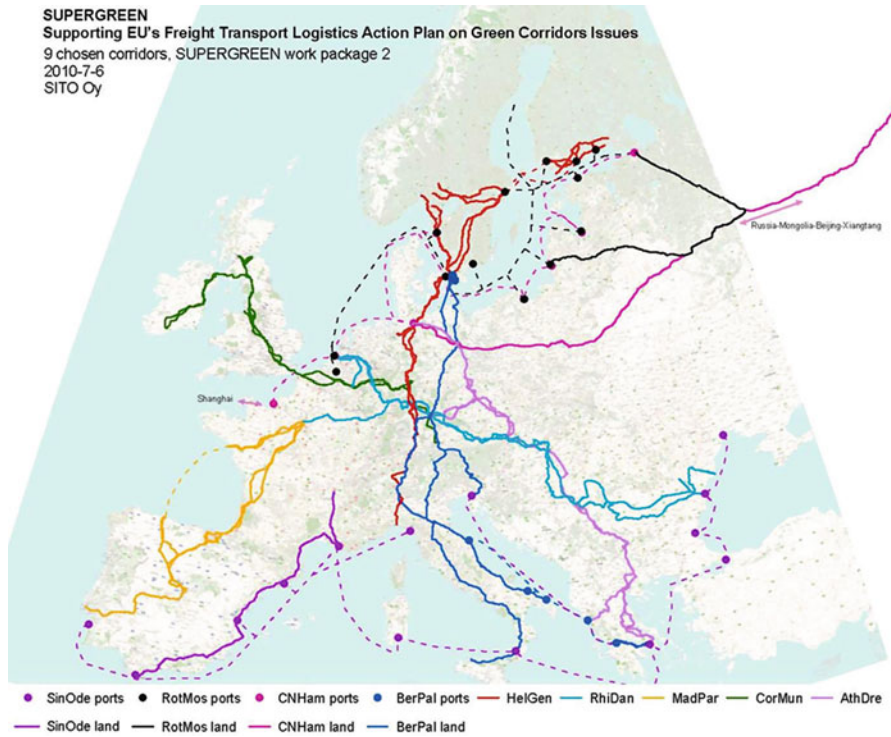 SUPERGREEN
Supporting EU's Freight Transport Logistics Action Plan on Green Corridors Issues
9 chosen corridors, SUPERGREEN work package 2
2010-7-6
SITO Oy
Russia-Mongolia-Beijing-Xiangtang
Shanghai
SinOde ports RotMos ports CNHam ports BerPal ports HelGen RhiDan MadPar CorMun AthDre
SinOde land RotMos land CNHam land BerPal land